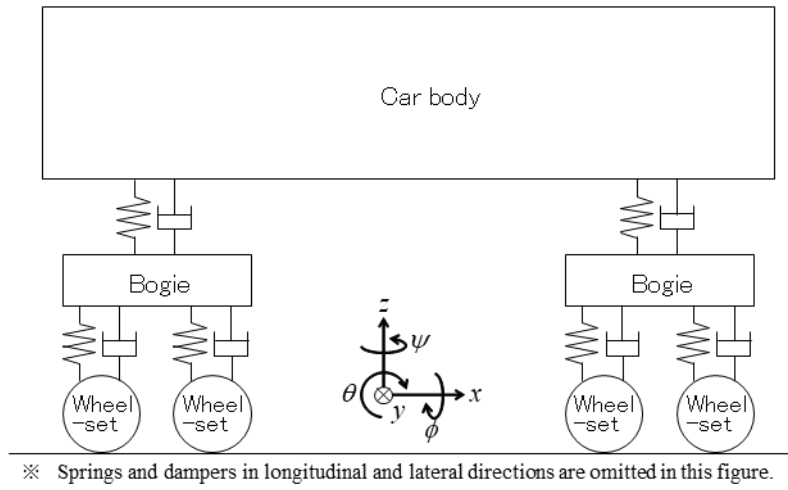 Car body
Bogie
Bogie
z
ψ
θ
x
y
ϕ
Wheel
-set
Wheel
-set
Wheel
-set
Wheel
-set
※ Springs and dampers in longitudinal and lateral directions are omitted in this figure.